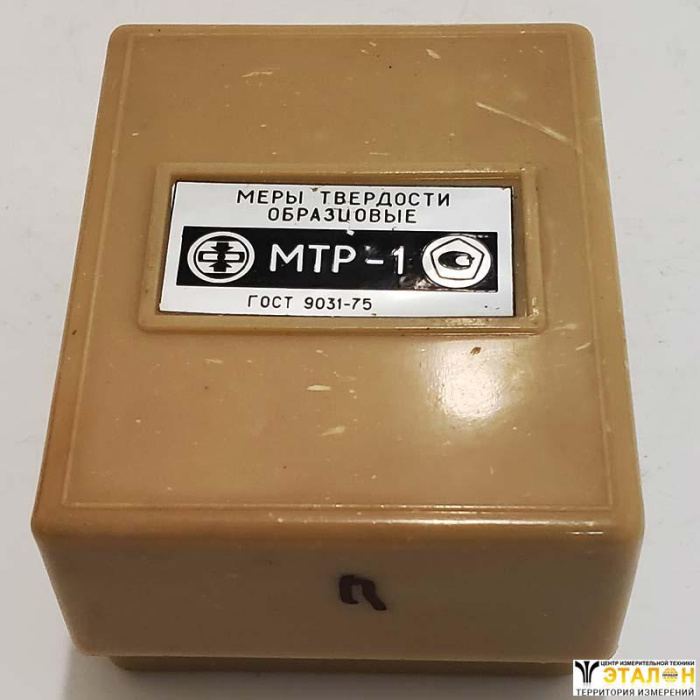 МЕРЫ ТВЕРДОСТИ
ОБРАЗЦОВЫЕ
МТР-1
ГОСТ 9031-75
ЦЕНТР ИЗМЕРИТЕЛЬНОЙ ТЕХНИКИ
ЭТАЛОН
ТЕРРИТОРИЯ ИЗМЕРЕНИЙ